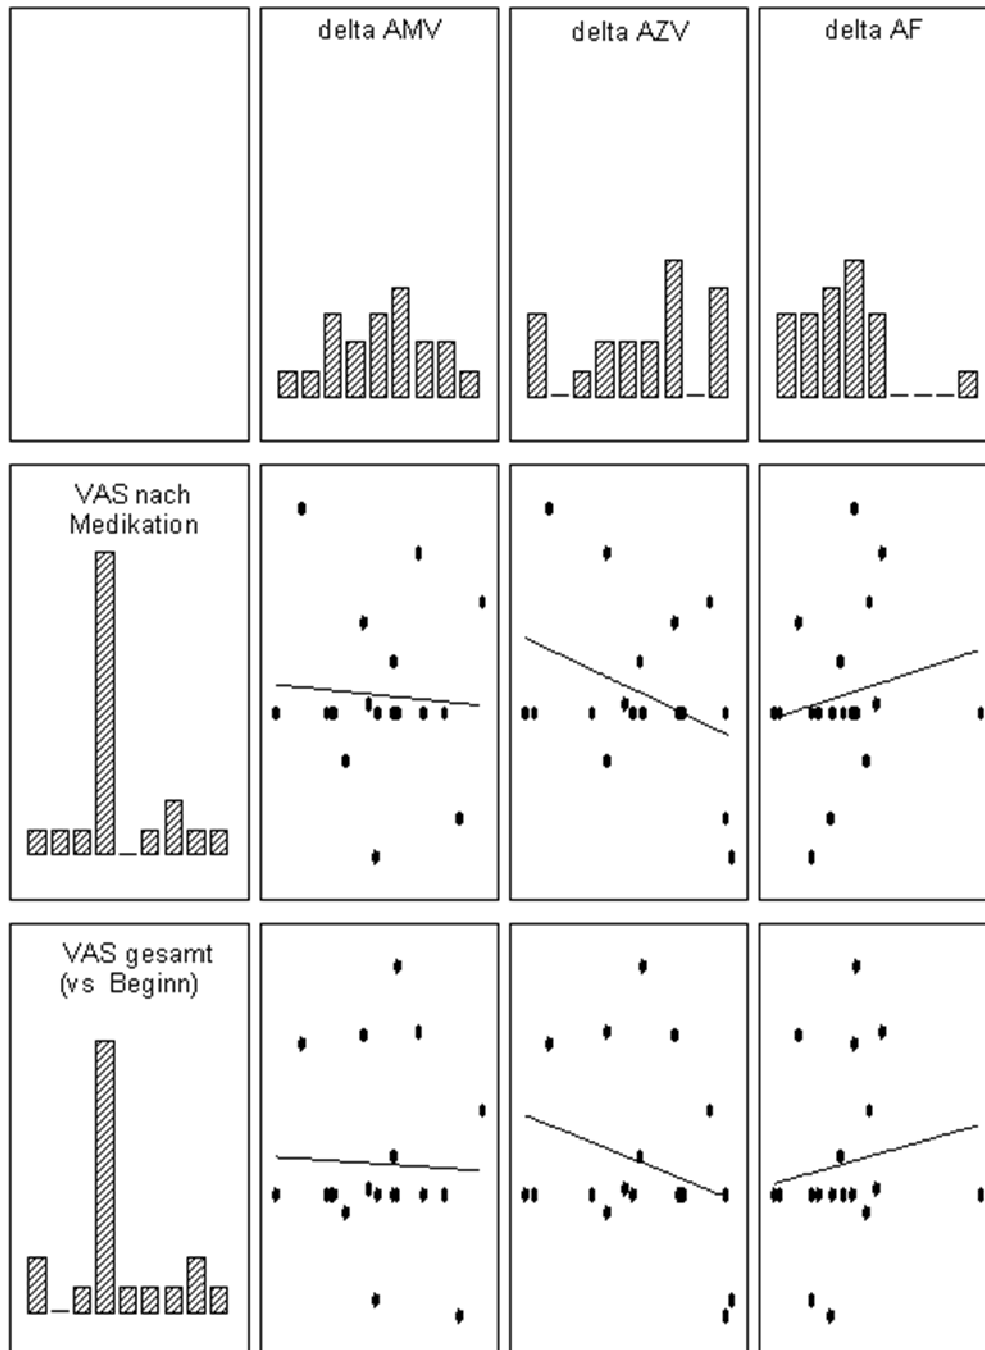 delta AMV
delta AZV
delta AF
VAS nach
Medikation
VAS gesamt
(vs Beginn)